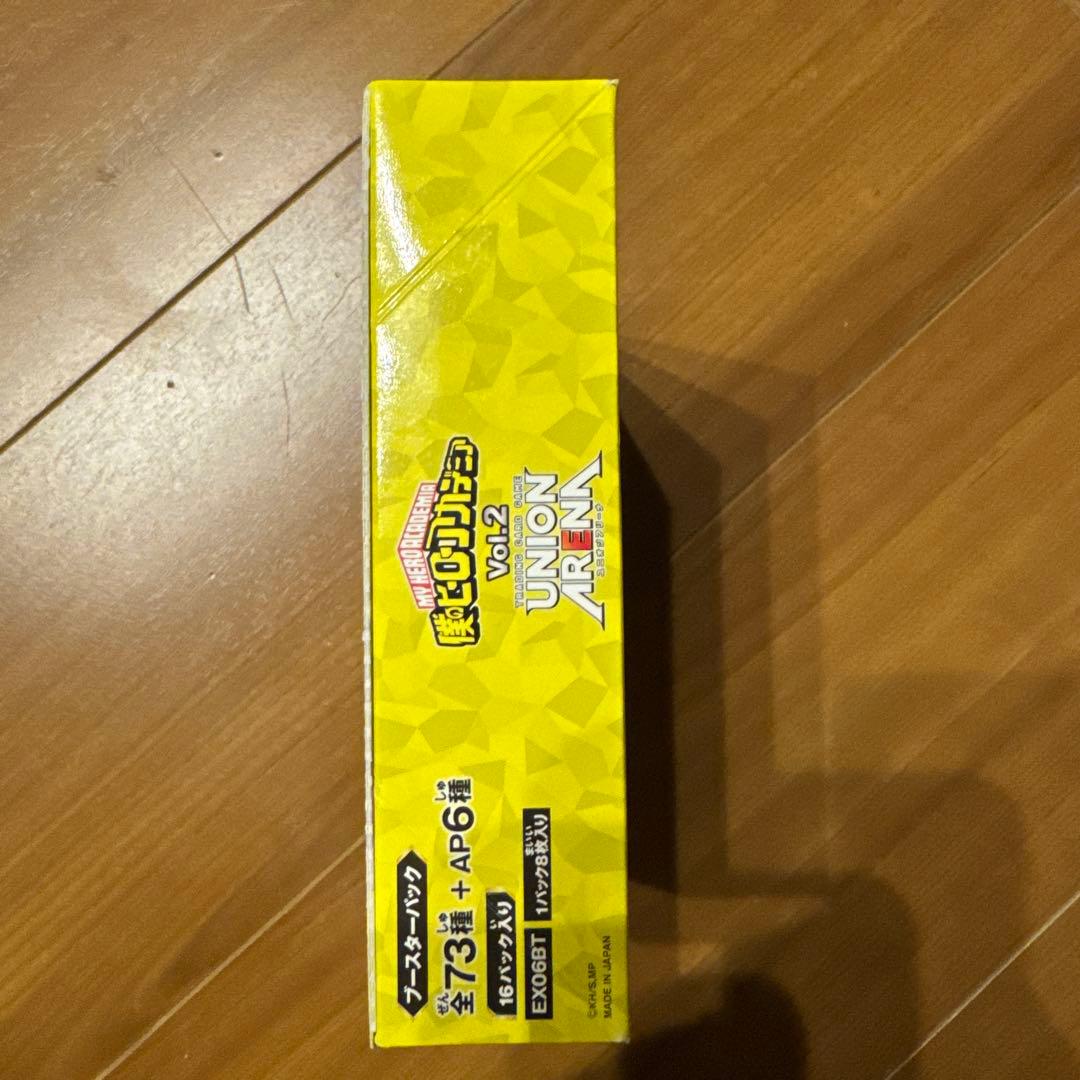 ブースターパック
ぜん しゅ しゅ
全73種+AP6種
い
16パック入り
まいい
EX06BT 1パック8枚入り
©KH/S,MP
MADE IN JAPAN
MY HERO ACADEMIA
僕のヒーローアカデミア
Vol.2
TRADING CARD GAME
UNION
ARENA
ユニオンアリーナ